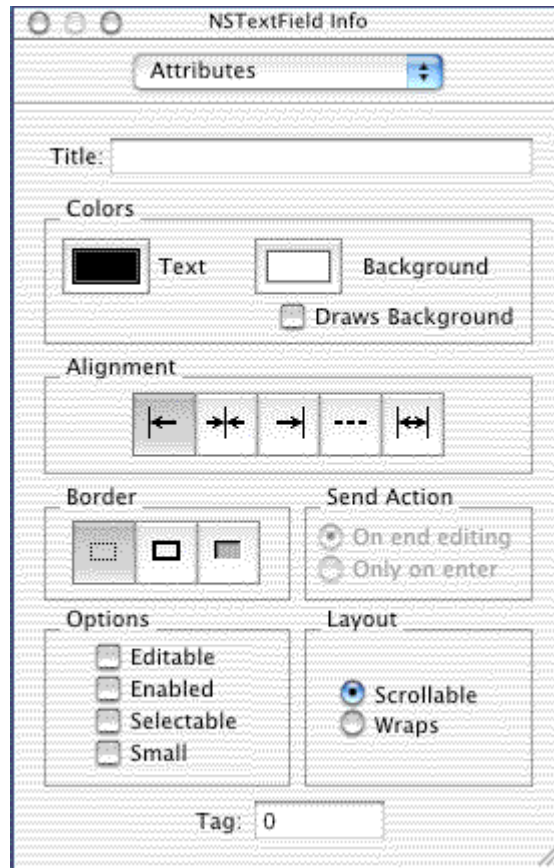 NSTextField Info
Attributes
Title:
Colors
Text
Background
Draws Background
Alignment
Border
Send Action
On end editing
Only on enter
Options
Layout
Editable
Enabled
Selectable
Small
Scrollable
Wraps
Tag: 0